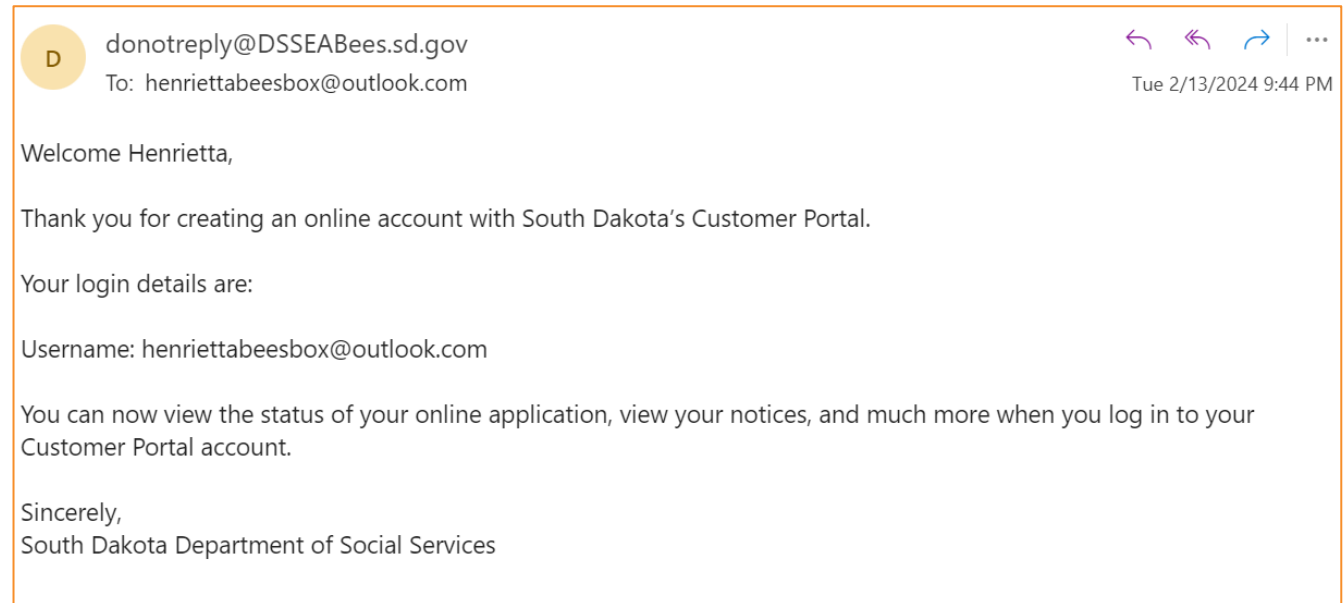 D
donotreply@DSSEABees.sd.gov
To: henriettabeesbox@outlook.com
Tue 2/13/2024 9:44 PM
Welcome Henrietta,
Thank you for creating an online account with South Dakota’s Customer Portal.
Your login details are:
Username: henriettabeesbox@outlook.com
You can now view the status of your online application, view your notices, and much more when you log in to your
Customer Portal account.
Sincerely,
South Dakota Department of Social Services